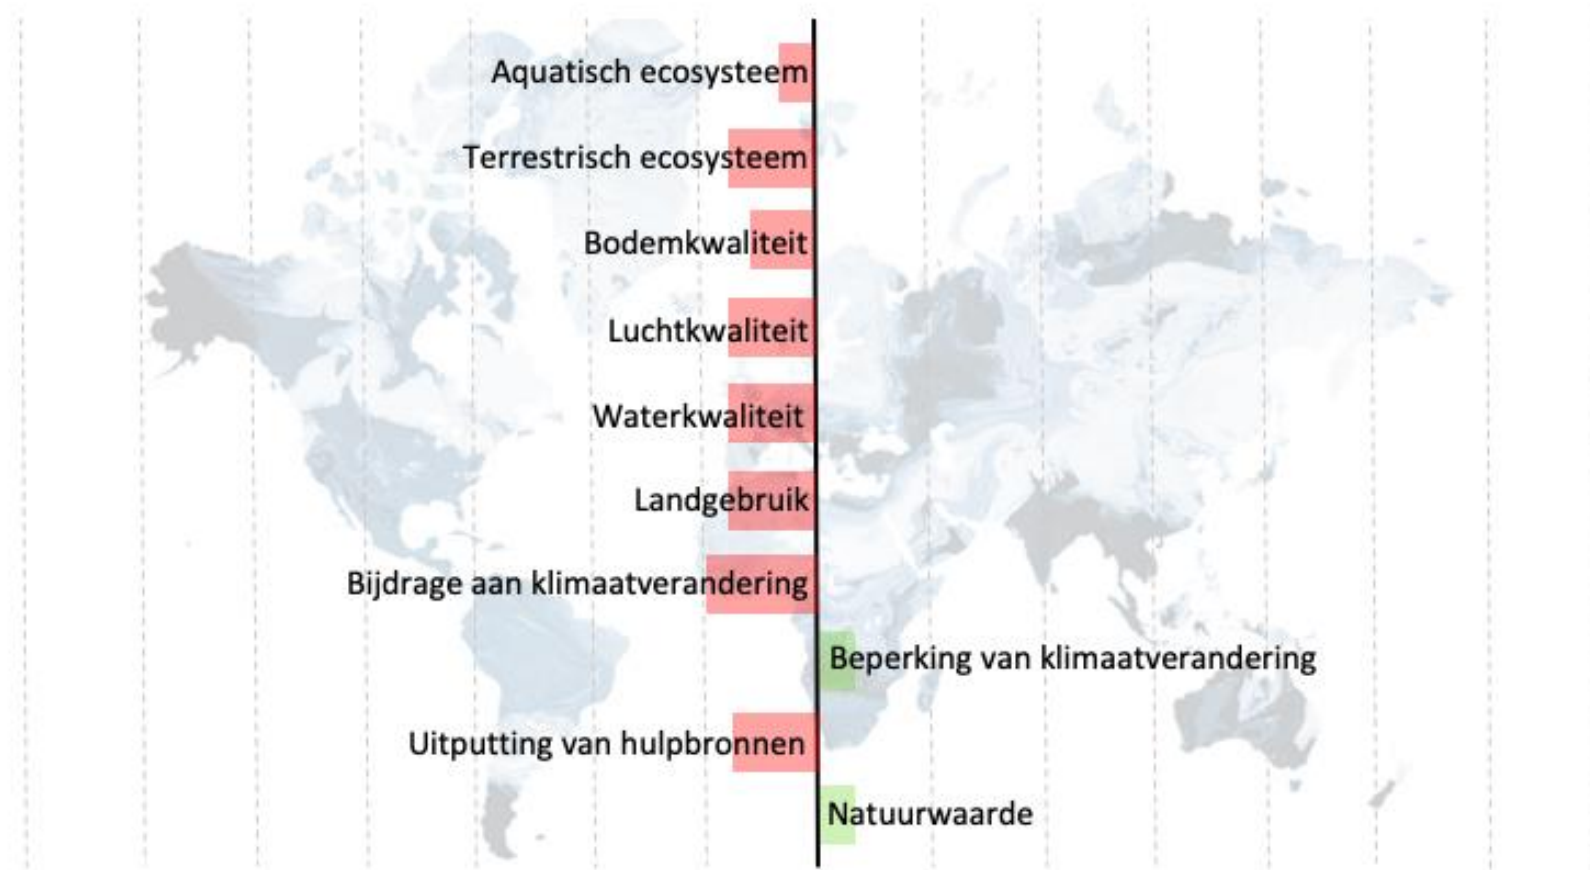 Aquatisch ecosysteem
Terrestrisch ecosysteem
Bodemkwaliteit
Luchtkwaliteit
Waterkwaliteit
Landgebruik
Bijdrage aan klimaatverandering
Beperking van klimaatverandering
Uitputting van hulpbronnen
Natuurwaarde